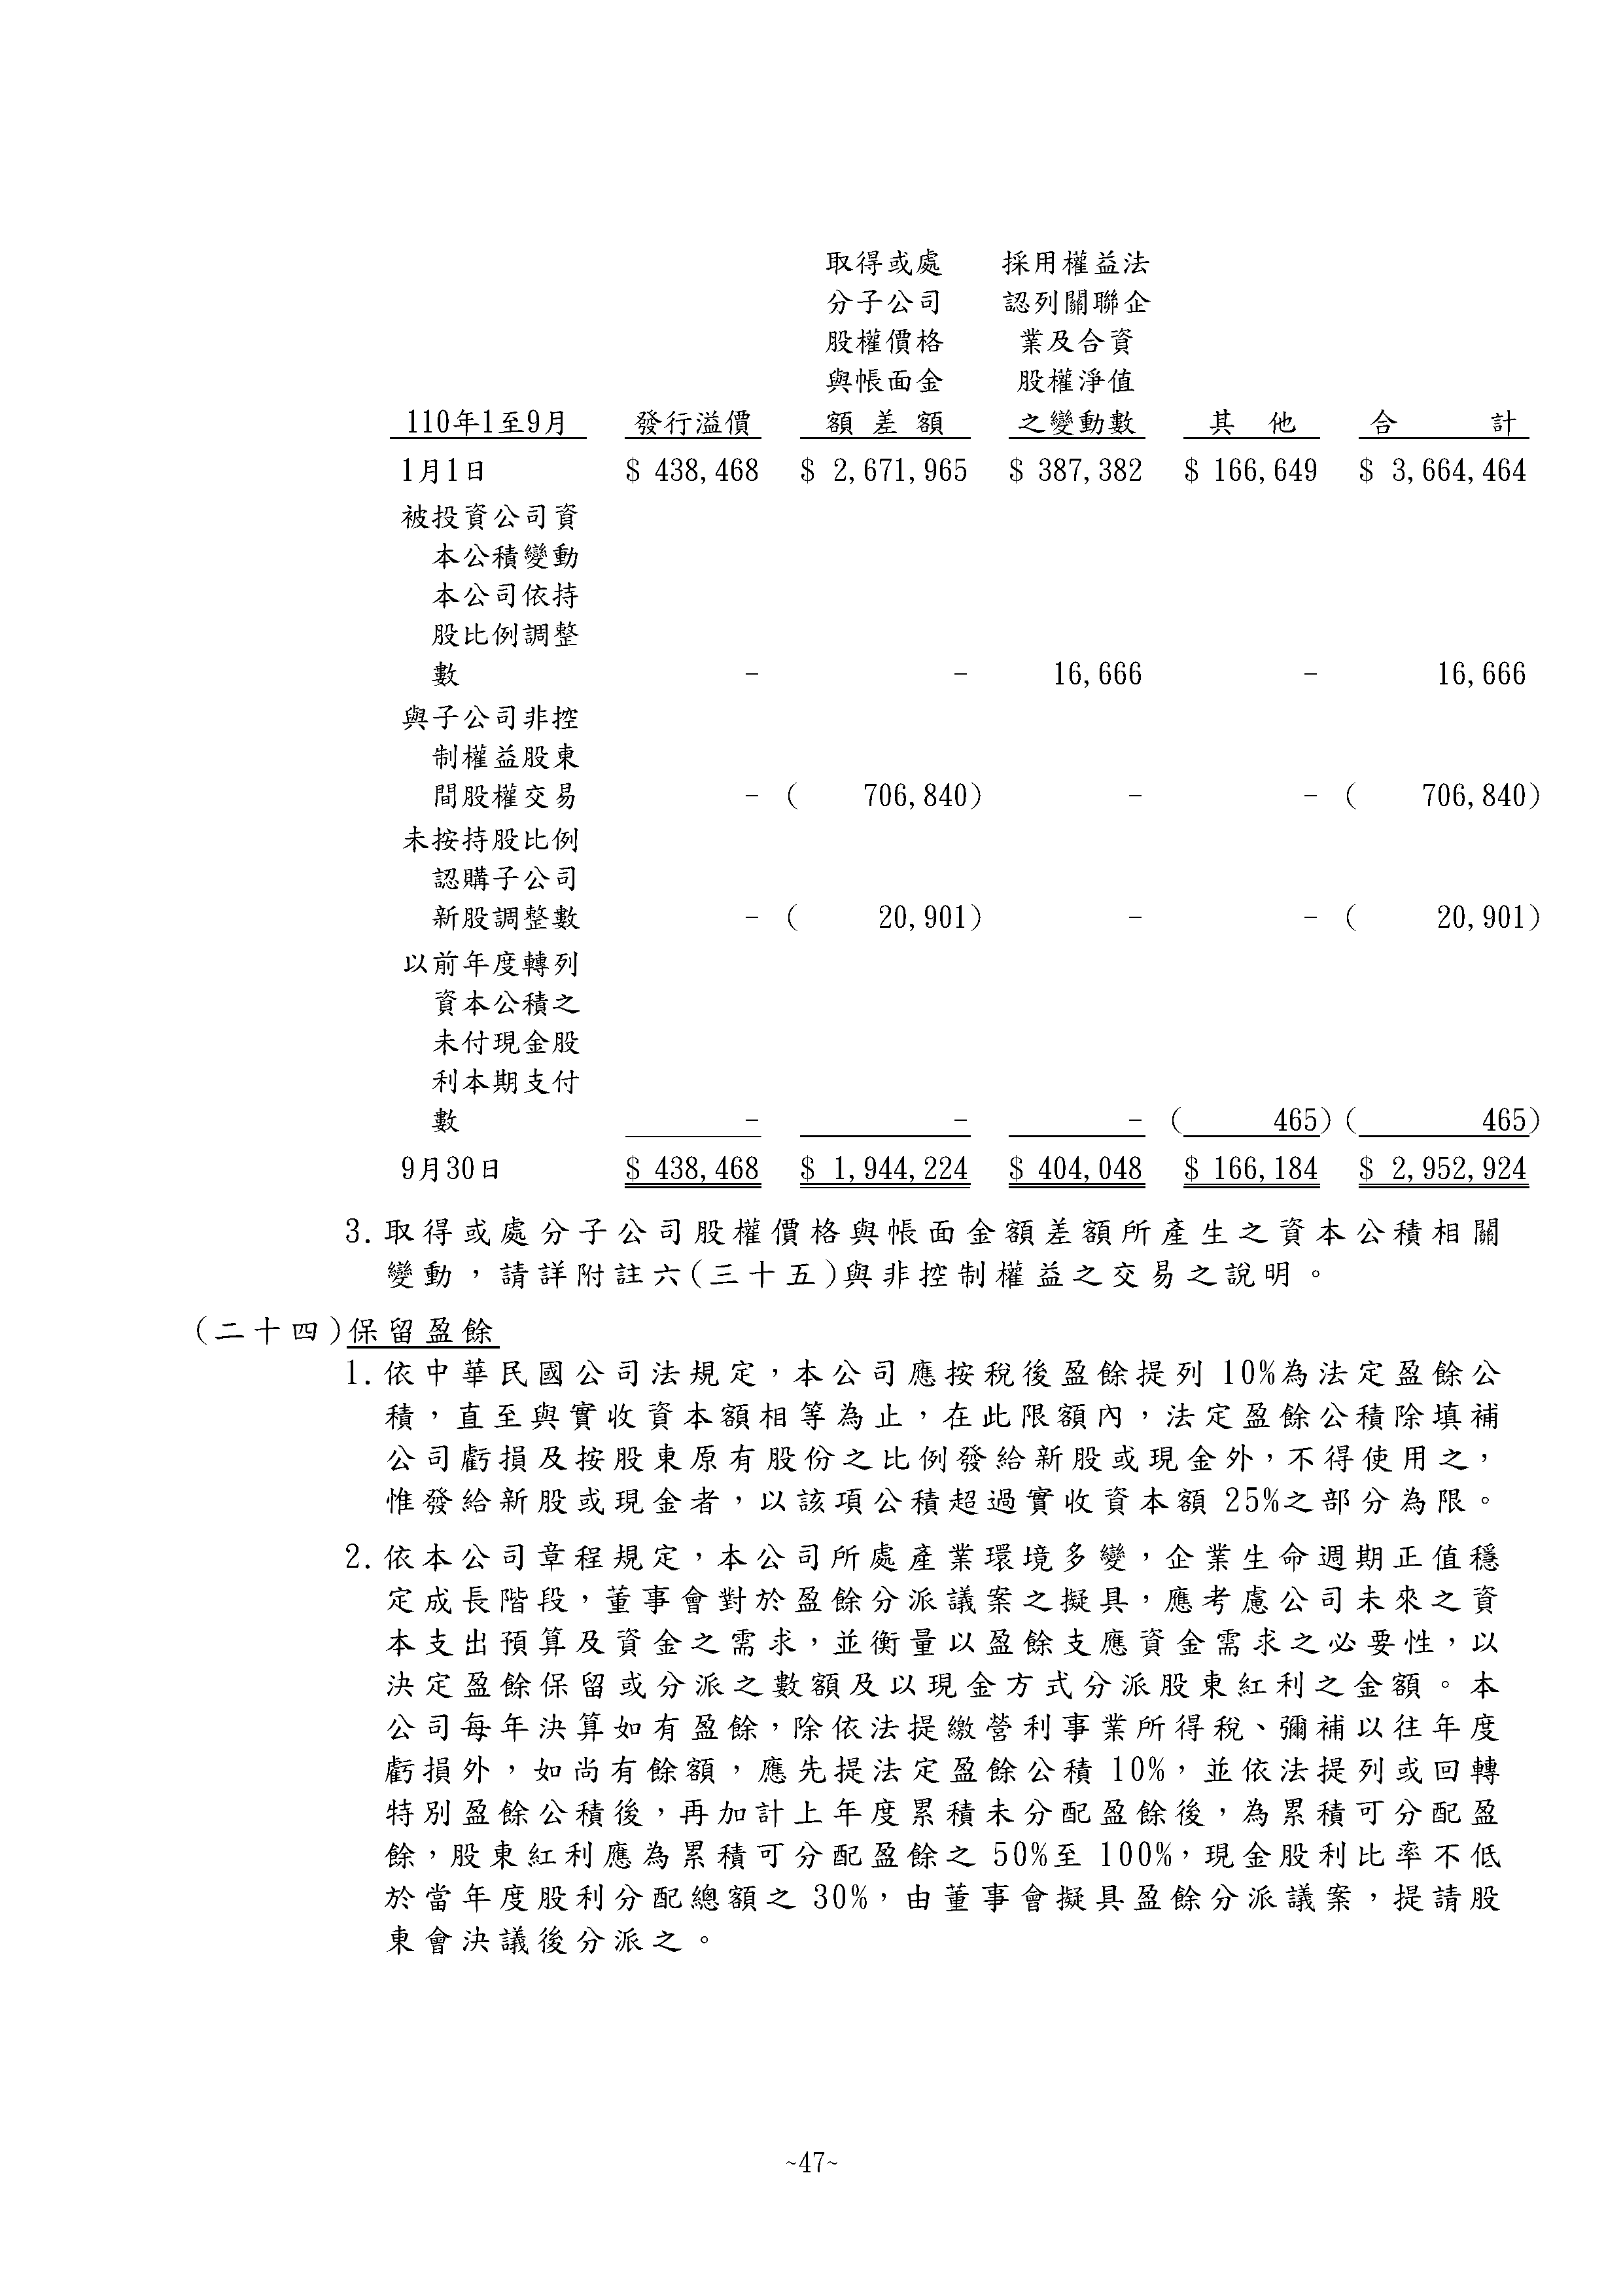 取得或處 採用權益法
分子公司 認列關聯企
股權價格 業及合資
與帳面金 股權淨值
110年1至9月 發行溢價 額 差 額 之變動數 其 他 合 計
1月1日 $ 438,468 $ 2,671,965 $ 387,382 $ 166,649 $ 3,664,464
被投資公司資
本公積變動
本公司依持
股比例調整
數 - - 16,666 - 16,666
與子公司非控
制權益股東
間股權交易 - ( 706,840) - - ( 706,840)
未按持股比例
認購子公司
新股調整數 - ( 20,901) - - ( 20,901)
以前年度轉列
資本公積之
未付現金股
利本期支付
數 - - - ( 465) ( 465)
9月30日 $ 438,468 $ 1,944,224 $ 404,048 $ 166,184 $ 2,952,924
3.取得或處分子公司股權價格與帳面金額差額所產生之資本公積相關
變動，請詳附註六(三十五)與非控制權益之交易之說明。
(二十四)保留盈餘
1.依中華民國公司法規定，本公司應按稅後盈餘提列 10%為法定盈餘公
積，直至與實收資本額相等為止，在此限額內，法定盈餘公積除填補
公司虧損及按股東原有股份之比例發給新股或現金外，不得使用之，
惟發給新股或現金者，以該項公積超過實收資本額 25%之部分為限。
2.依本公司章程規定，本公司所處產業環境多變，企業生命週期正值穩
定成長階段，董事會對於盈餘分派議案之擬具，應考慮公司未來之資
本支出預算及資金之需求，並衡量以盈餘支應資金需求之必要性，以
決定盈餘保留或分派之數額及以現金方式分派股東紅利之金額。本
公司每年決算如有盈餘，除依法提繳營利事業所得稅、彌補以往年度
虧損外，如尚有餘額，應先提法定盈餘公積 10%，並依法提列或回轉
特別盈餘公積後，再加計上年度累積未分配盈餘後，為累積可分配盈
餘，股東紅利應為累積可分配盈餘之 50%至 100%，現金股利比率不低
於當年度股利分配總額之 30%，由董事會擬具盈餘分派議案，提請股
東會決議後分派之。
~47~